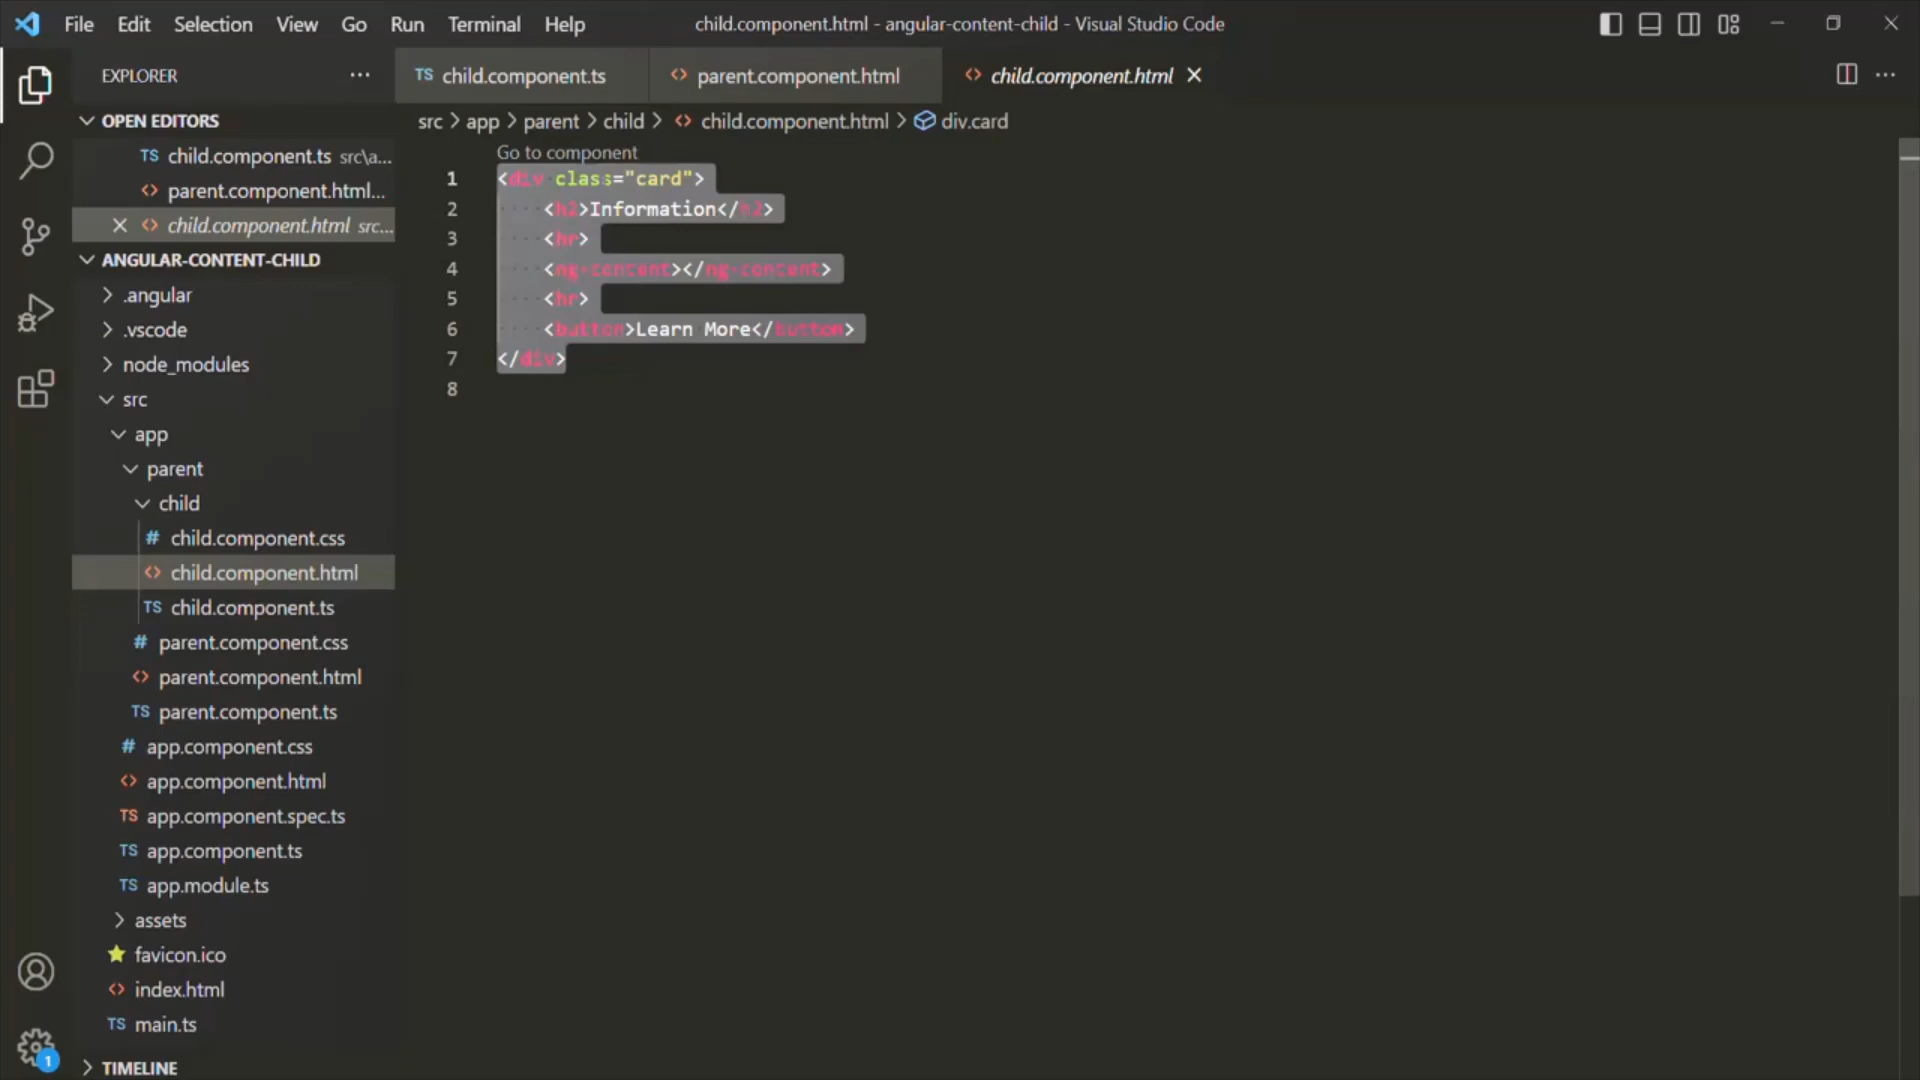 File Edit Selection View Go Run Terminal Help
child.component.html - angular-content-child - Visual Studio Code
EXPLORER
TS child.component.ts
<> parent.component.html
<> child.component.html
OPEN EDITORS
TS child.component.ts src\a...
<> parent.component.html...
<> child.component.html src...
ANGULAR-CONTENT-CHILD
.angular
.vscode
node_modules
src
app
parent
child
# child.component.css
<> child.component.html
TS child.component.ts
# parent.component.css
<> parent.component.html
TS parent.component.ts
# app.component.css
<> app.component.html
TS app.component.spec.ts
TS app.component.ts
TS app.module.ts
assets
favicon.ico
<> index.html
TS main.ts
1
TIMELINE
src > app > parent > child > <> child.component.html > div.card
Go to component
1 <div class="card">
2 <h2>Information</h2>
3 <hr>
4 <ng-content></ng-content>
5 <hr>
6 <button>Learn More</button>
7 </div>
8